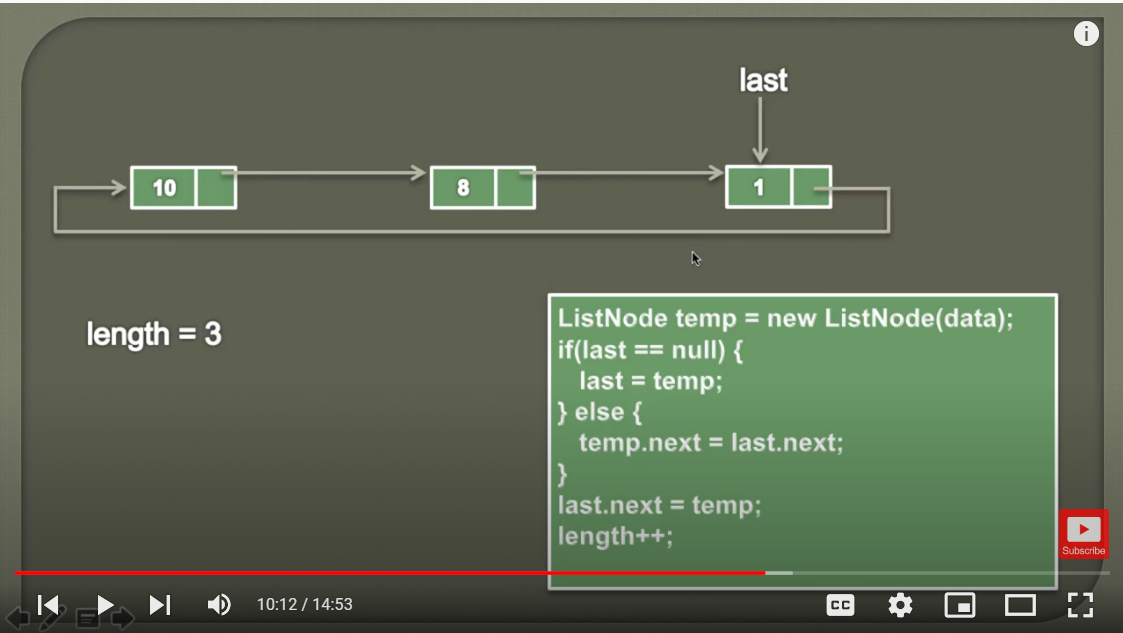 last
10
8
1
length = 3
ListNode temp = new ListNode(data);
if(last == null) {
last = temp;
} else {
temp.next = last.next;
}
last.next = temp;
length++;
Subscribe
10:12 / 14:53
CC